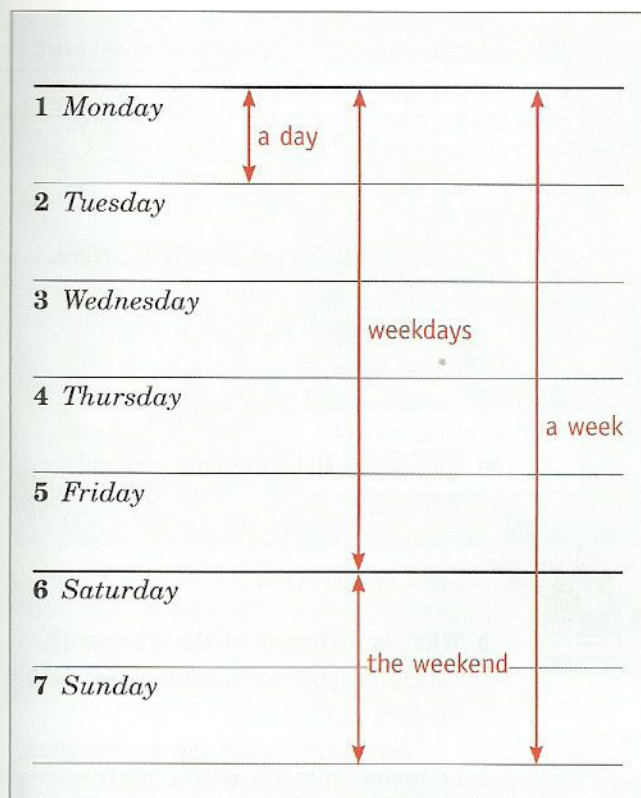 1 Monday
a day
2 Tuesday
3 Wednesday
weekdays
4 Thursday
a week
5 Friday
6 Saturday
the weekend
7 Sunday